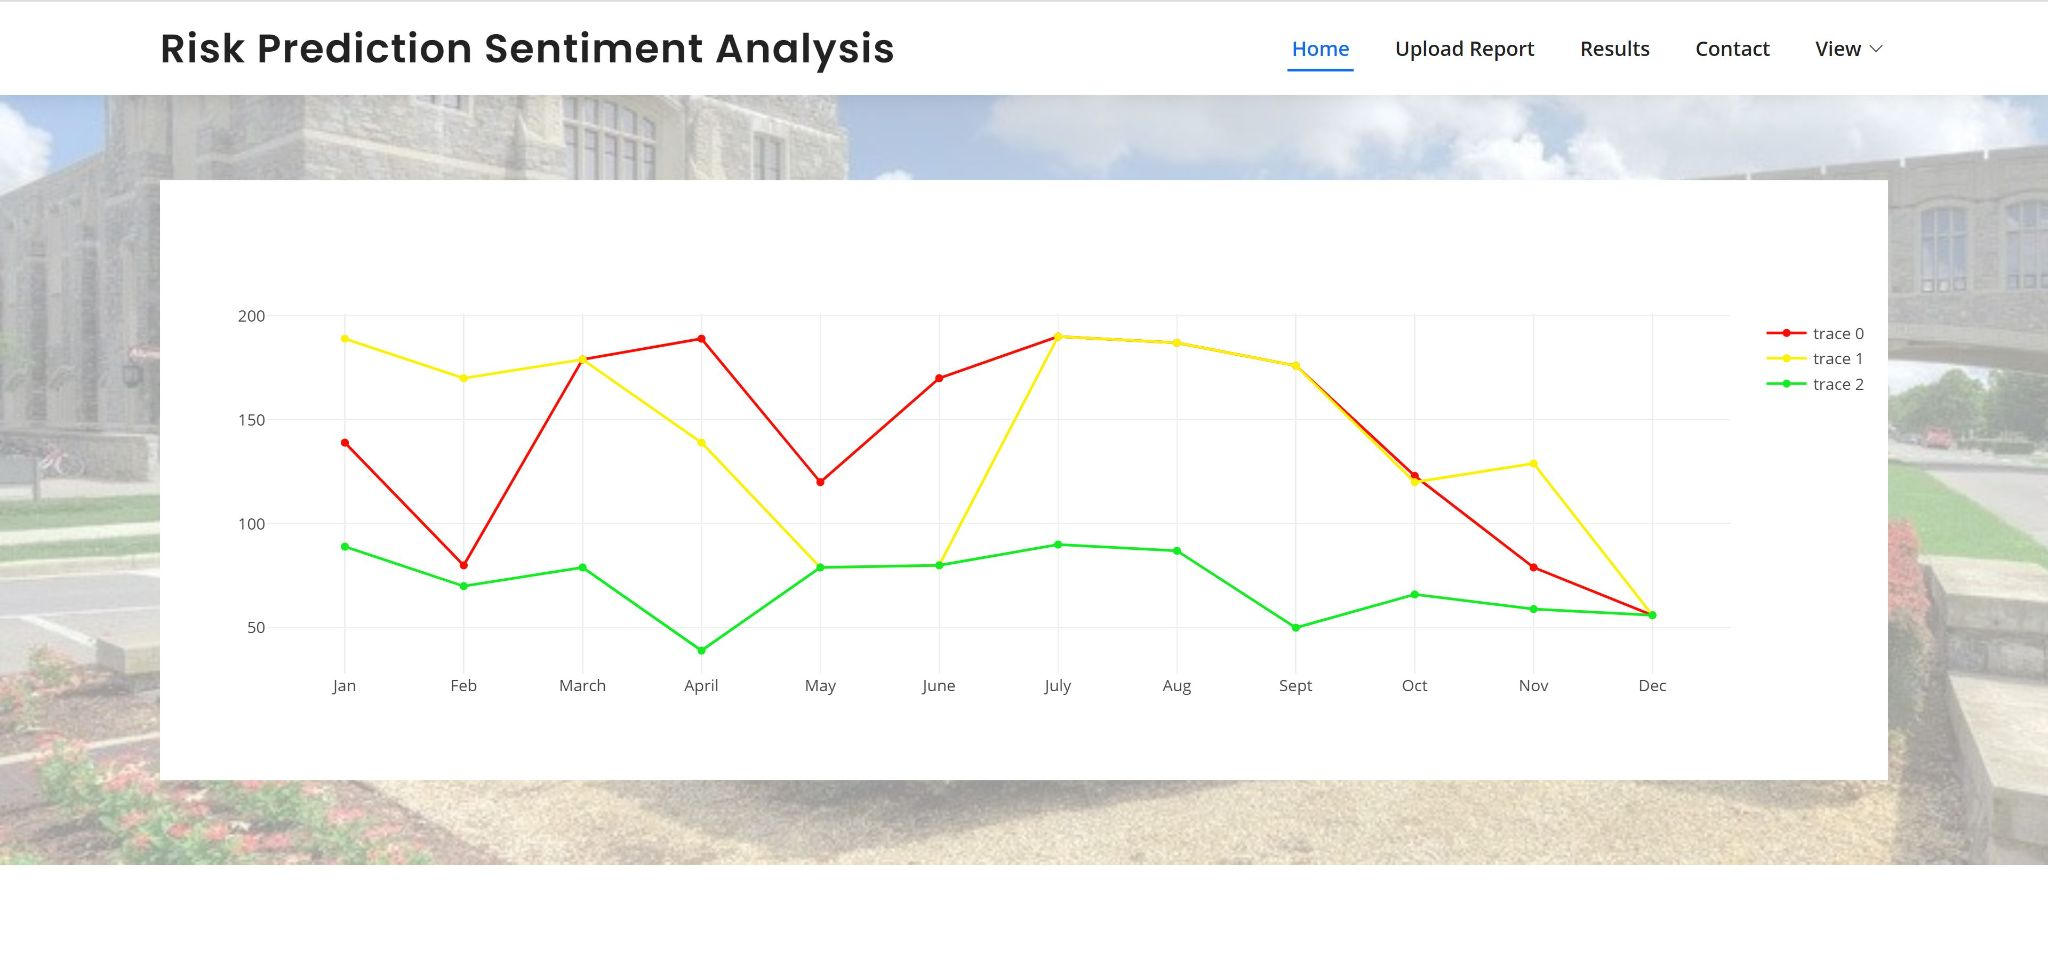 Risk Prediction Sentiment Analysis
Home Upload Report Results Contact View
200
150
100
50
Jan Feb March April May June July Aug Sept Oct Nov Dec
trace 0
trace 1
trace 2